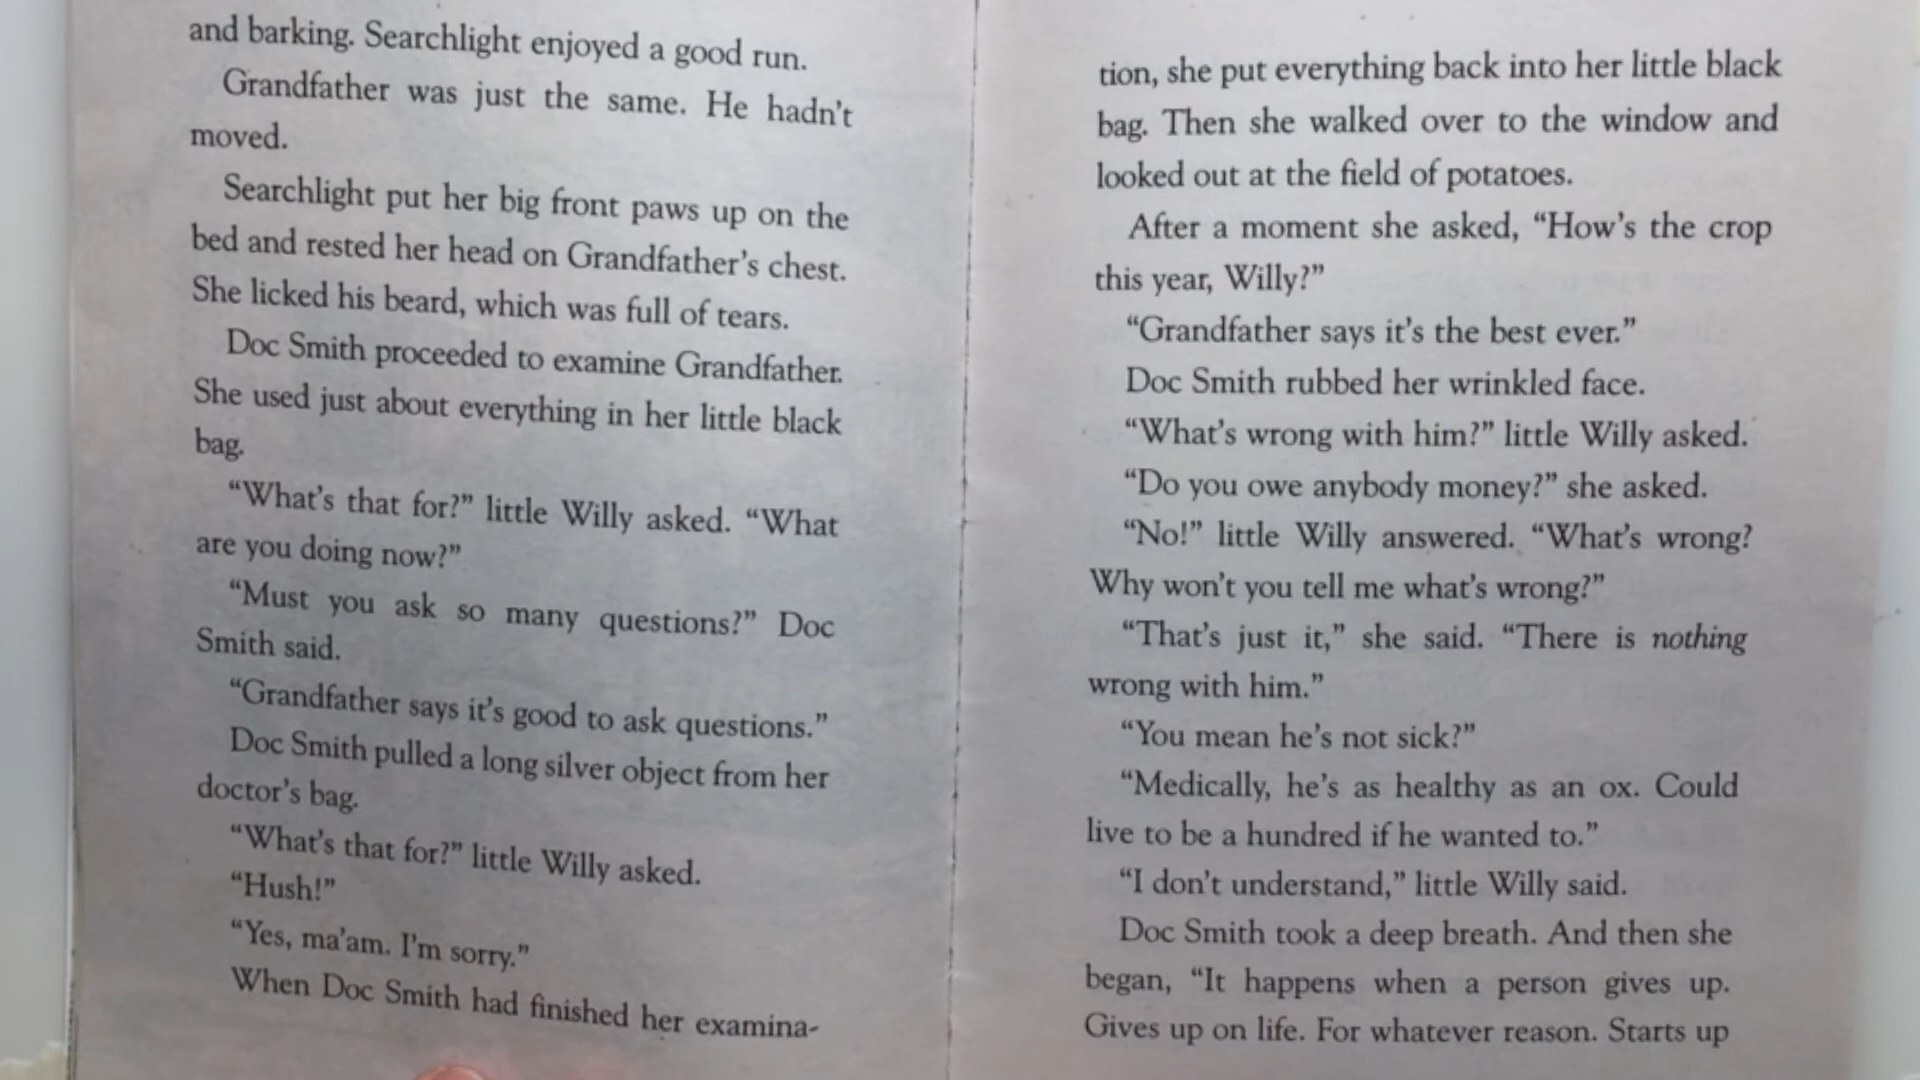 and barking. Searchlight enjoyed a good run.
Grandfather was just the same. He hadn't
moved.
Searchlight put her big front paws up on the
bed and rested her head on Grandfather's chest.
She licked his beard, which was full of tears.
Doc Smith proceeded to examine Grandfather.
She used just about everything in her little black
bag.
“What's that for?” little Willy asked. “What
are you doing now?”
“Must you ask so many questions?” Doc
Smith said.
“Grandfather says it's good to ask questions.”
Doc Smith pulled a long silver object from her
doctor's bag.
“What's that for?” little Willy asked.
“Hush!”
“Yes, ma'am. I'm sorry.”
When Doc Smith had finished her examina-
tion, she put everything back into her little black
bag. Then she walked over to the window and
looked out at the field of potatoes.
After a moment she asked, “How's the crop
this year, Willy?”
“Grandfather says it's the best ever.”
Doc Smith rubbed her wrinkled face.
“What's wrong with him?” little Willy asked.
“Do you owe anybody money?” she asked.
“No!” little Willy answered. “What's wrong?
Why won't you tell me what's wrong?”
“That's just it,” she said. “There is nothing
wrong with him.”
“You mean he's not sick?”
“Medically, he's as healthy as an ox. Could
live to be a hundred if he wanted to.”
“I don't understand,” little Willy said.
Doc Smith took a deep breath. And then she
began, “It happens when a person gives up.
Gives up on life. For whatever reason. Starts up